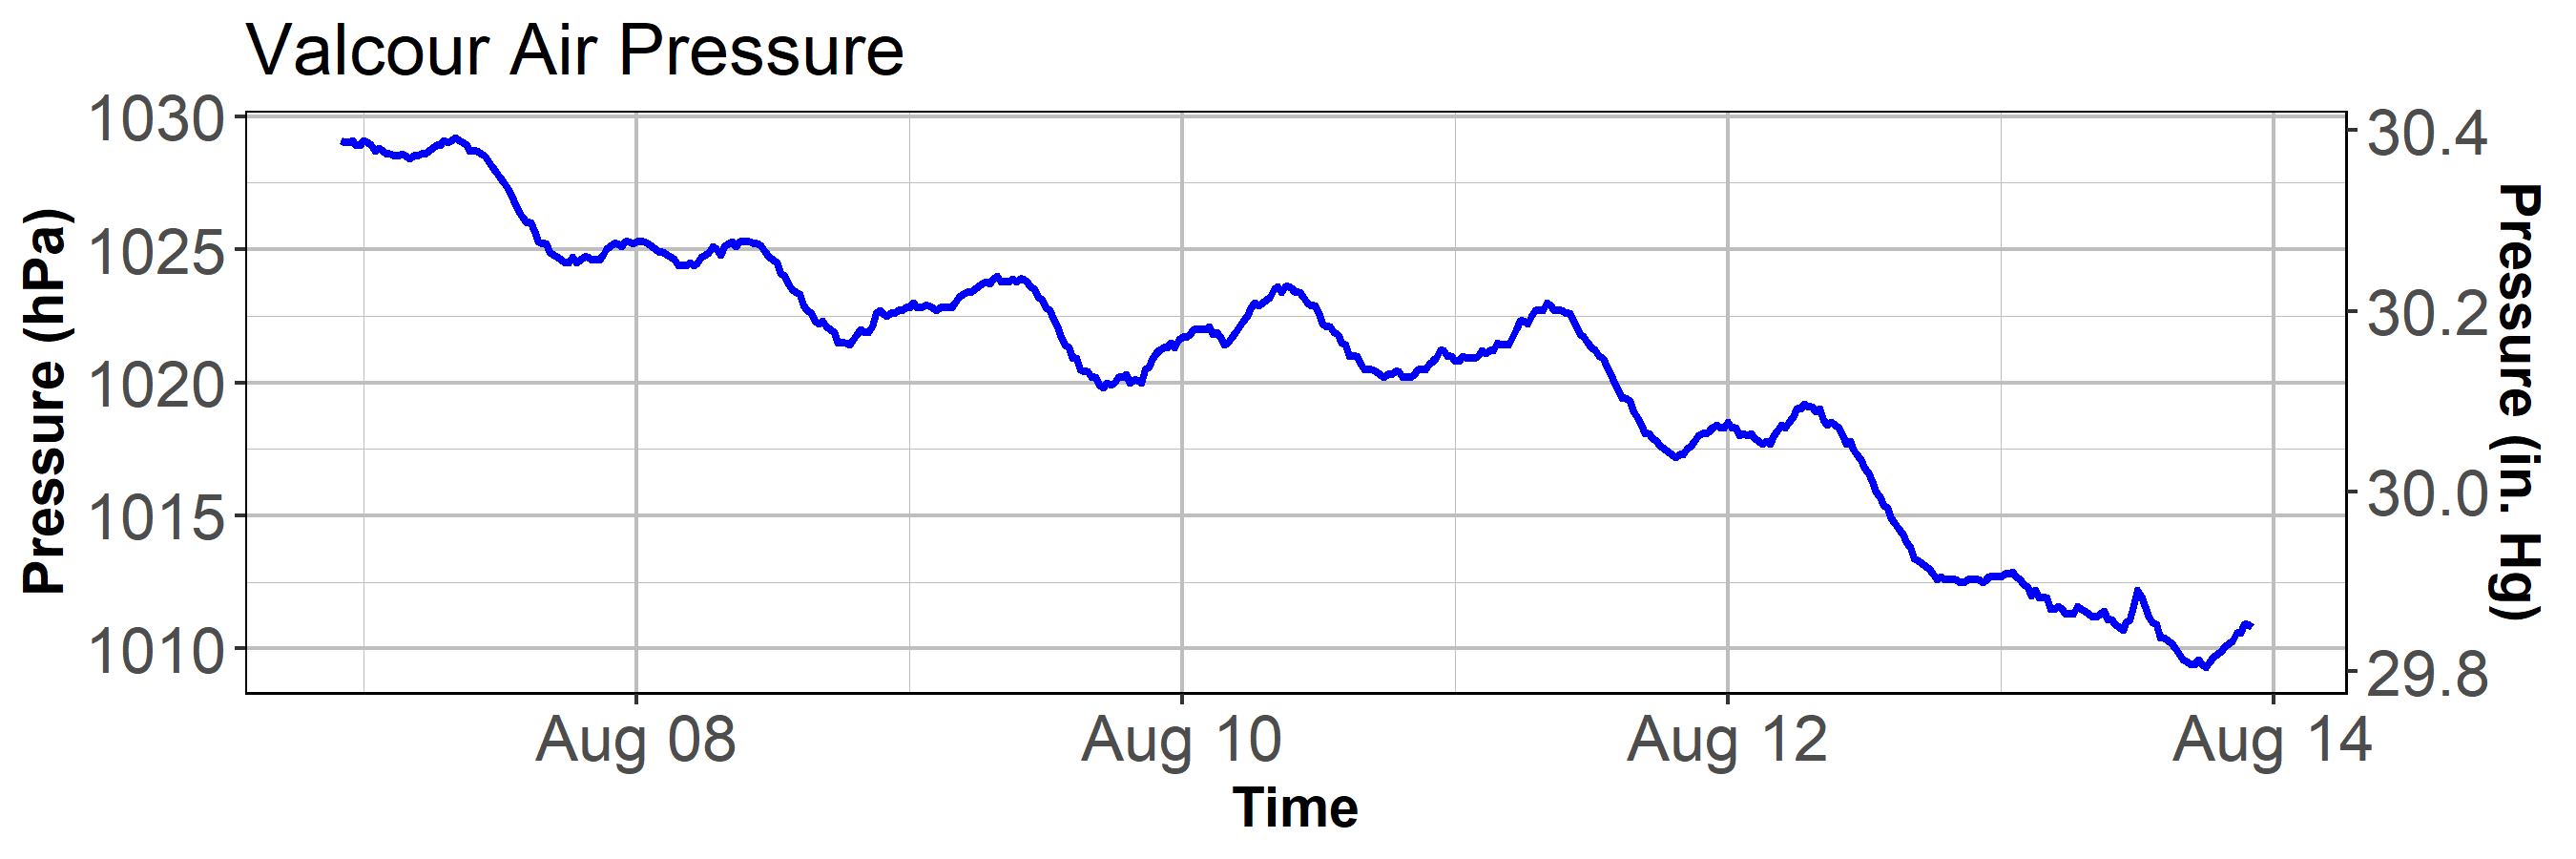 Valcour Air Pressure
1030
1025
1020
1015
1010
Pressure (hPa)
30.4
30.2
30.0
29.8
Pressure (in. Hg)
Aug 08
Aug 10
Aug 12
Aug 14
Time